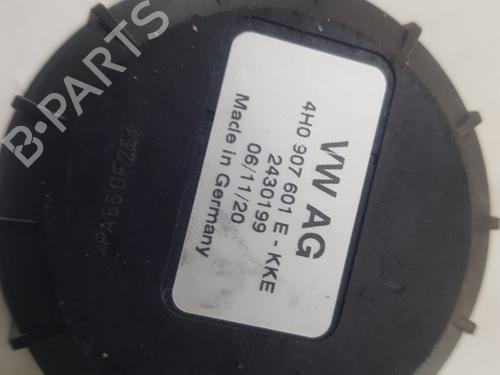 VW AG
4H0 907 601 E - KKE
2430199
06/11/20
Made in Germany
B-PARTS